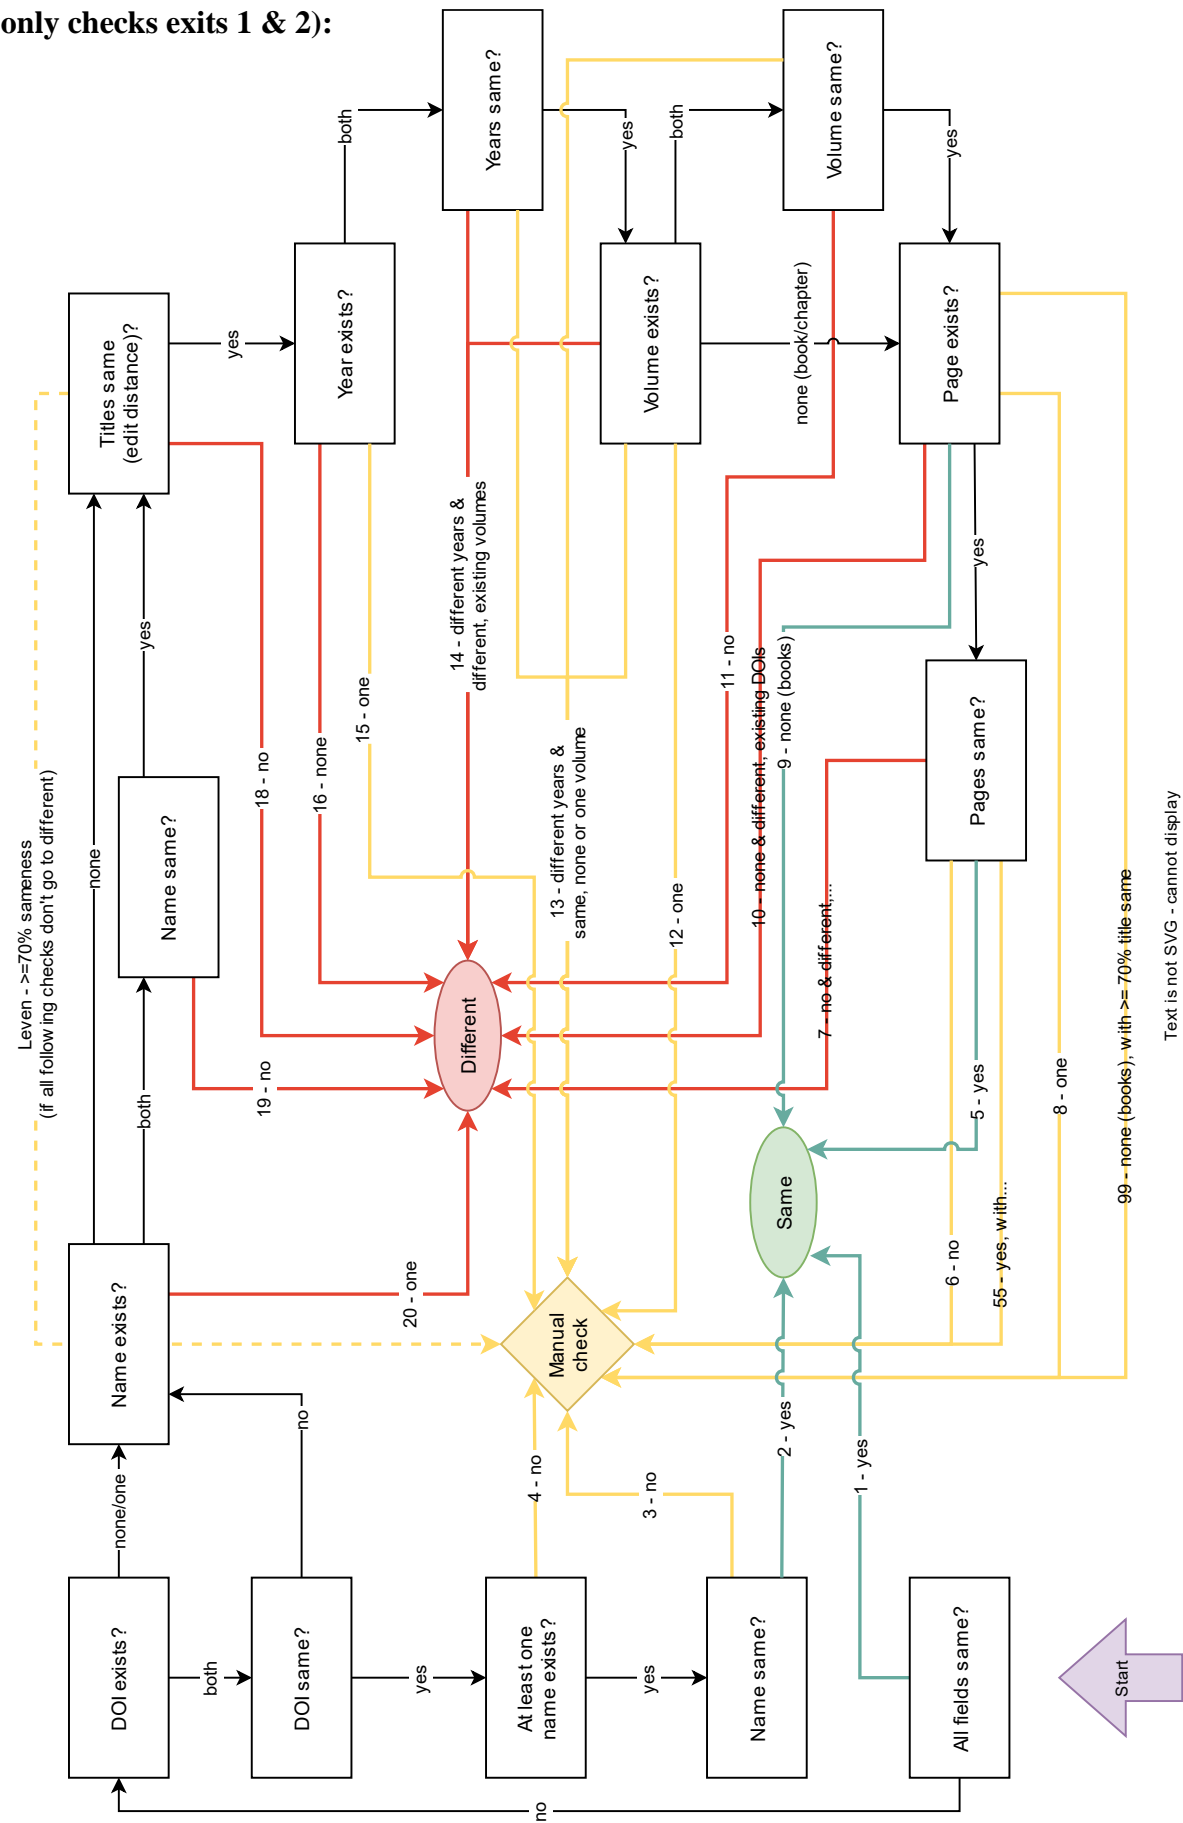 only checks exits 1 & 2):
Start
All fields same?
1 - yes
no
DOI exists?
both
none/one
DOI same?
no
yes
At least one
name exists?
4 - no
yes
Name same?
3 - no
2 - yes
Name exists?
20 - one
both
none
Name same?
19 - no
yes
Leven - >=70% sameness
(if all following checks don't go to different)
Titles same
(edit distance)?
18 - no
yes
Year exists?
16 - none
15 - one
both
Years same?
14 - different years &
different, existing volumes
13 - different years &
same, none or one volume
yes
Volume exists?
12 - one
both
none (book/chapter)
Volume same?
11 - no
yes
Page exists?
10 - none & different, existing DOIs
9 - none (books)
8 - one
99 - none (books), with >= 70% title same
yes
Pages same?
7 - no & different,...
6 - no
5 - yes
55 - yes, with...
Different
Manual
check
Same
Text is not SVG - cannot display